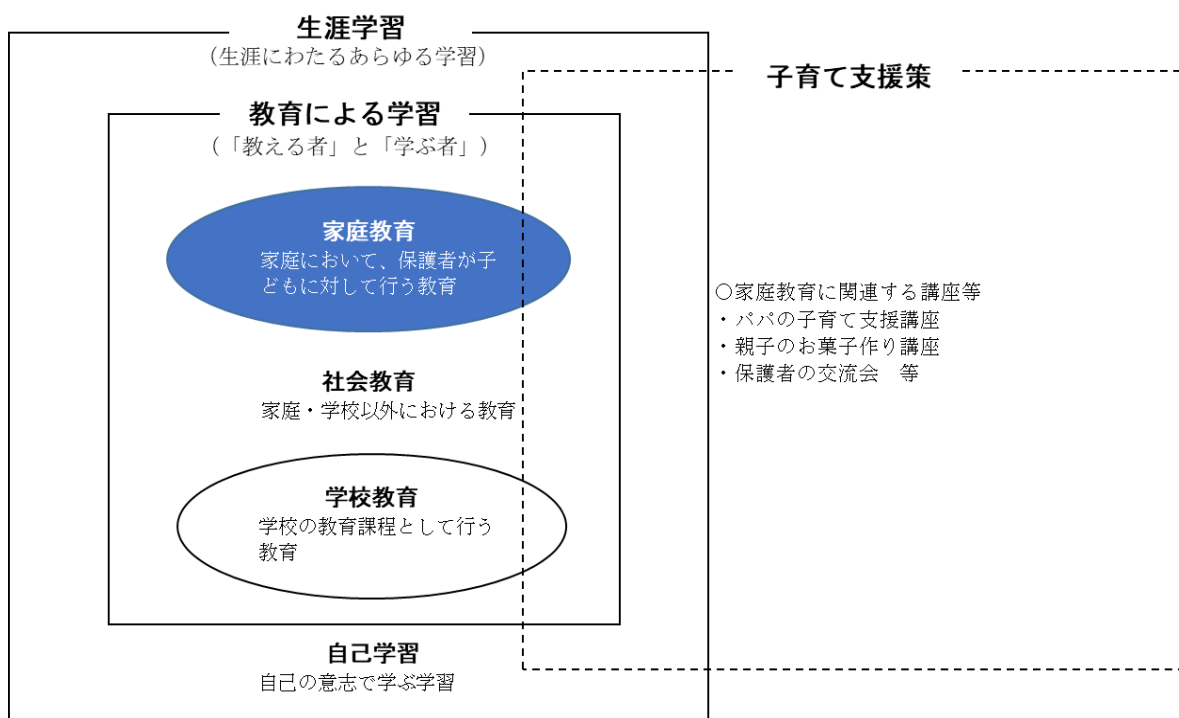 生涯学習
（生涯にわたるあらゆる学習）
子育て支援策
教育による学習
（「教える者」と「学ぶ者」）
家庭教育
家庭において、保護者が子
どもに対して行う教育
○家庭教育に関連する講座等
・パパの子育て支援講座
・親子のお菓子作り講座
・保護者の交流会　等
社会教育
家庭・学校以外における教育
学校教育
学校の教育課程として行う
教育
自己学習
自己の意志で学ぶ学習